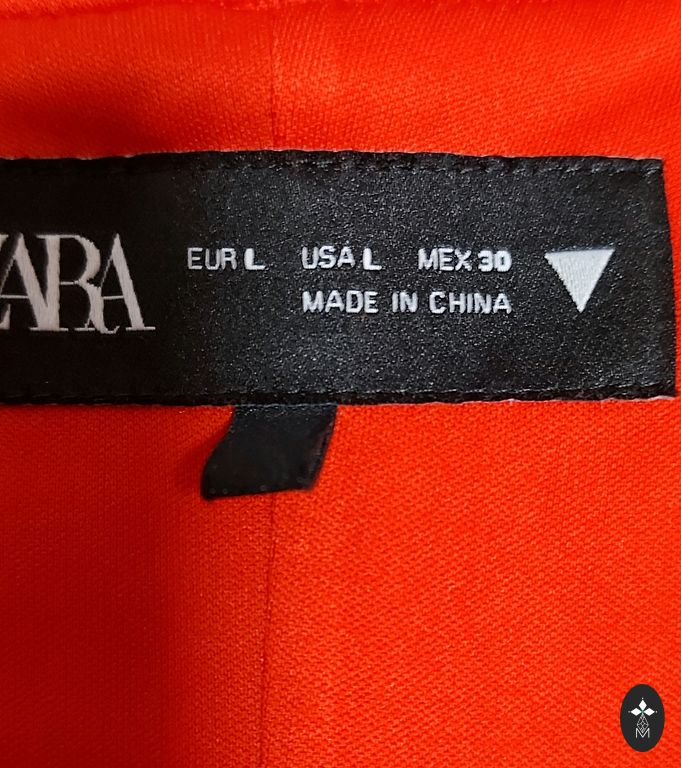 ZARA
EUR L USA L MEX 30
MADE IN CHINA
M